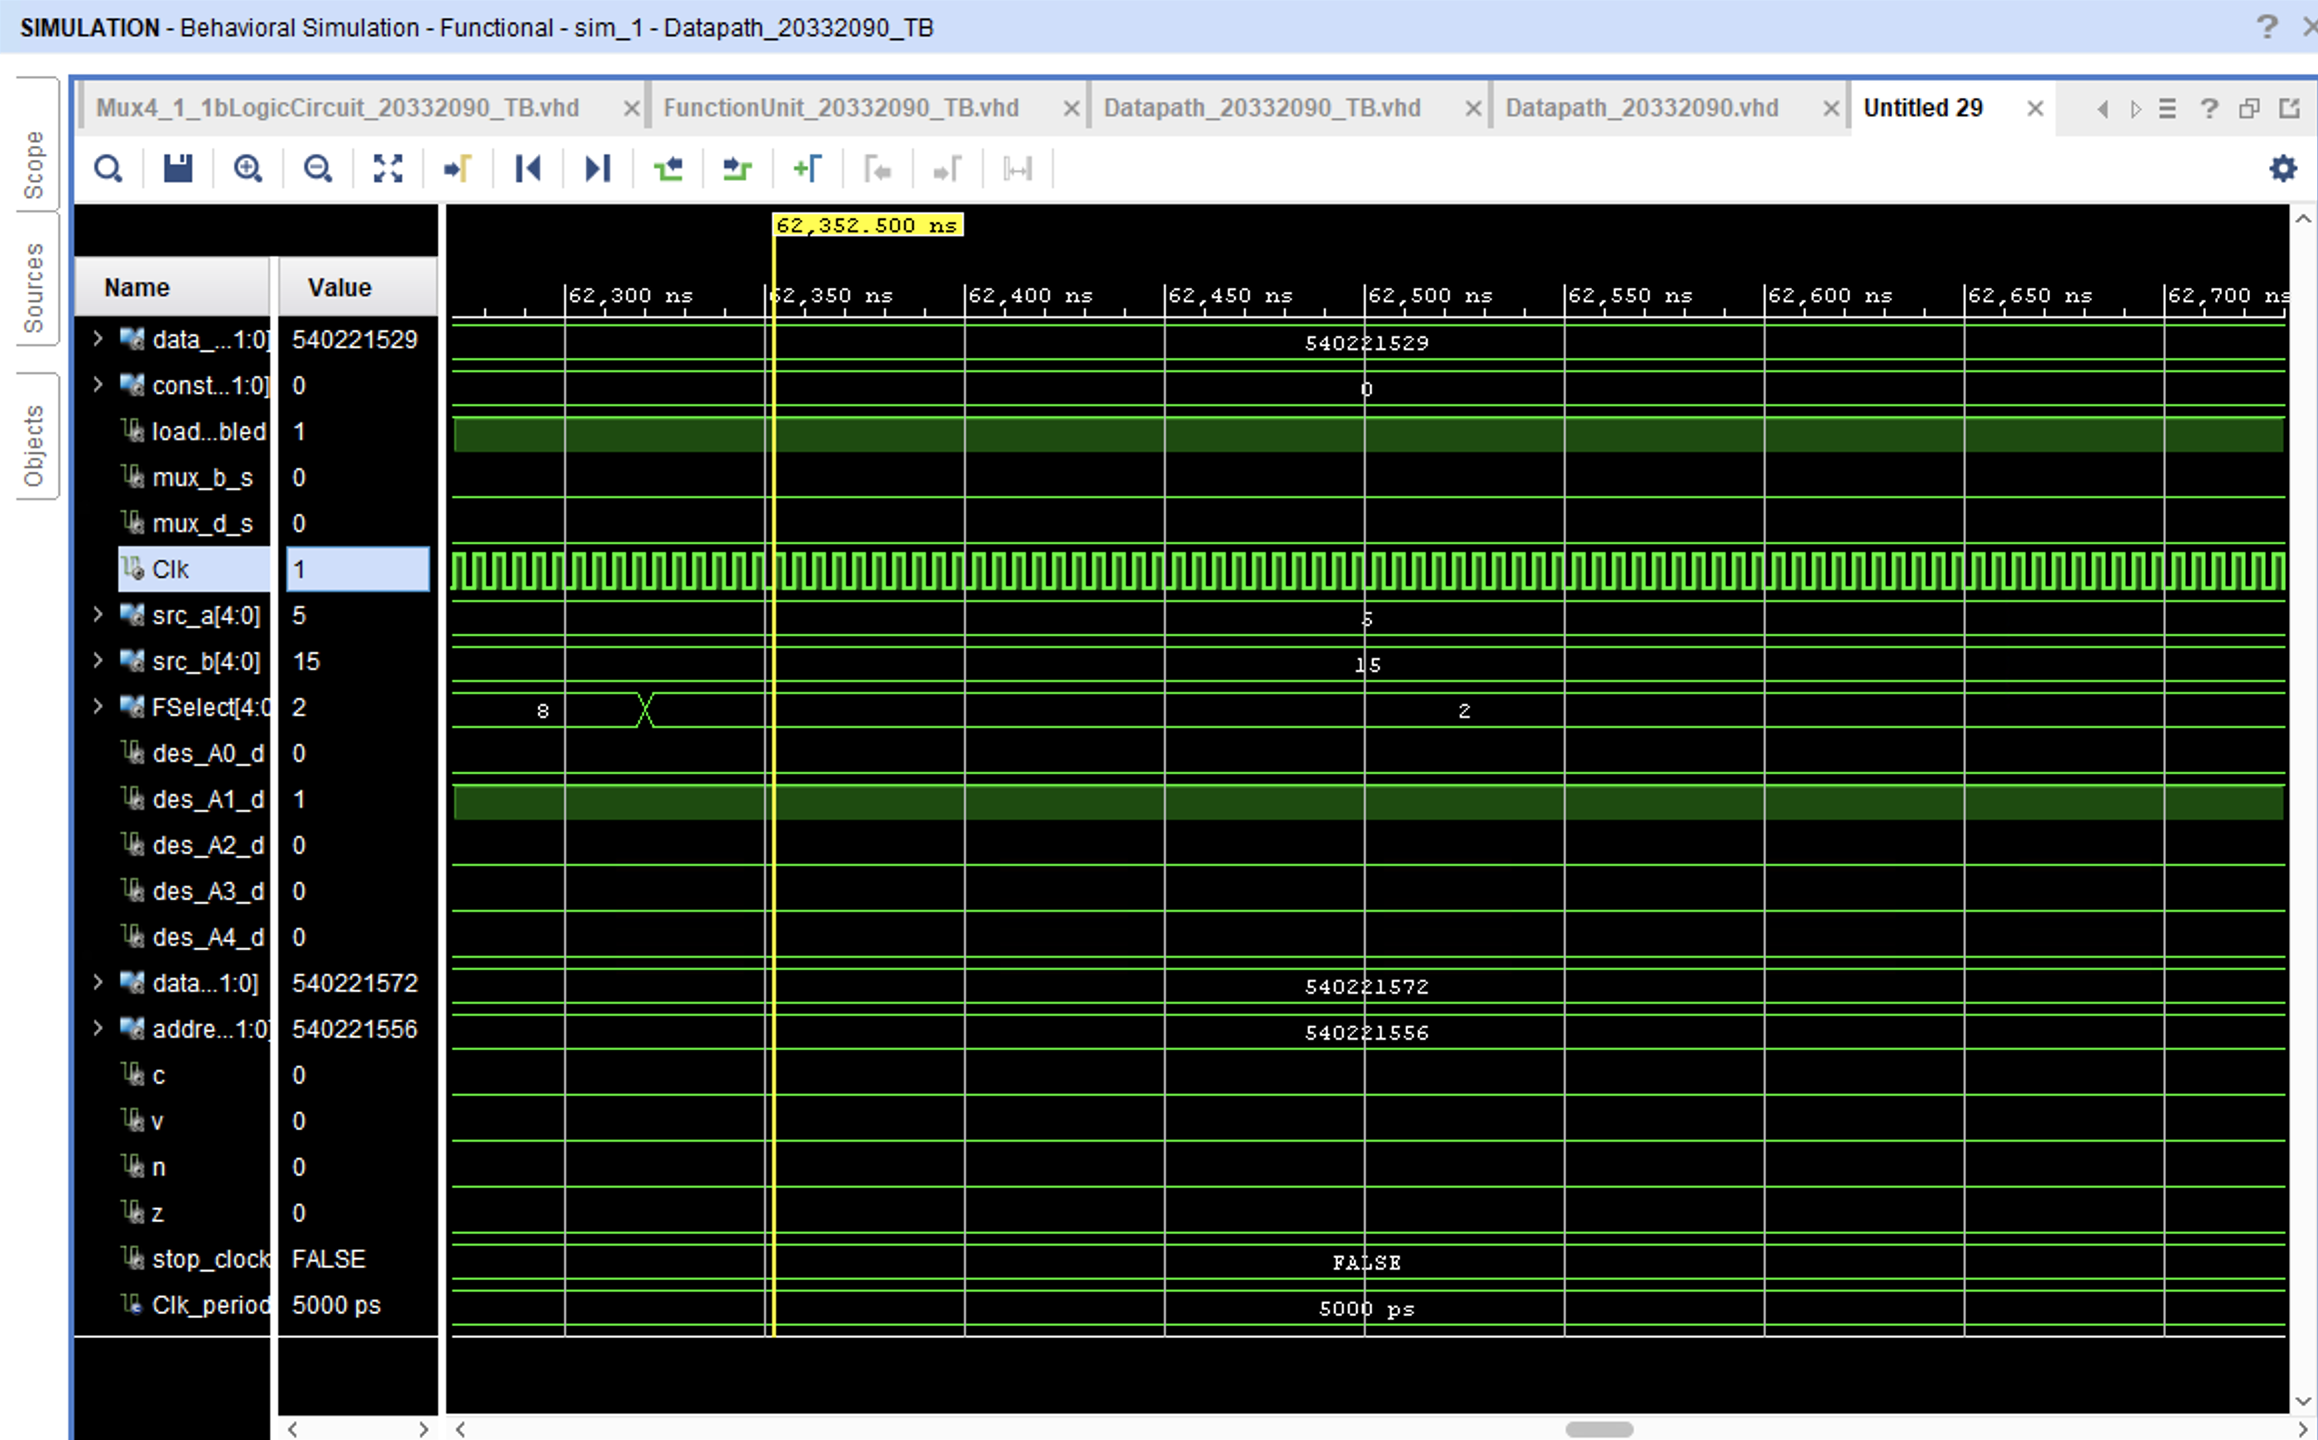 SIMULATION - Behavioral Simulation - Functional - sim_1 - Datapath_20332090_TB
Scope
Sources
Objects
Mux4_1_1bLogicCircuit_20332090_TB.vhd
FunctionUnit_20332090_TB.vhd
Datapath_20332090_TB.vhd
Datapath_20332090.vhd
Untitled 29
62,352.500 ns
Name Value
62,300 ns 62,350 ns 62,400 ns 62,450 ns 62,500 ns 62,550 ns 62,600 ns 62,650 ns 62,700 ns
data_...1:0] 540221529 540221529
const...1:0] 0 0
load...bled 1
mux_b_s 0
mux_d_s 0
Clk 1
src_a[4:0] 5 5
src_b[4:0] 15 15
FSelect[4:0 2 8 2
des_A0_d 0
des_A1_d 1
des_A2_d 0
des_A3_d 0
des_A4_d 0
data...1:0] 540221572 540221572
addre...1:0] 540221556 540221556
c 0
v 0
n 0
z 0
stop_clock FALSE FALSE
Clk_period 5000 ps 5000 ps